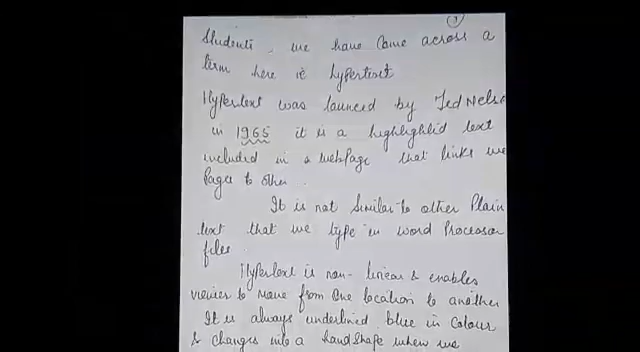 1
Students, we have Come across a
term here ie hypertext
Hypertext was launced by Ted Nelso
in 1965 it is a highlighted text
included in a webpage that links we
Pages to other.
It is not Similar to other Plain
text that we type in word Processor
files.
Hypertext is non-linear & enables
viewer to move from One location to another
It is always underlined blue in Colour
& changes into a handshape when we